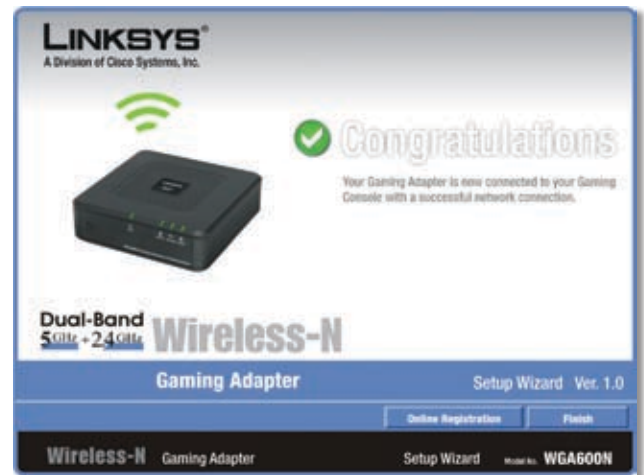 LINKSYS®
A Division of Cisco Systems, Inc.
Congratulations
Your Gaming Adapter is now connected to your Gaming
Console with a successful network connection.
Dual-Band
5GHz + 2.4GHz
Wireless-N
Gaming Adapter
Setup Wizard Ver. 1.0
Online Registration
Finish
Wireless-N Gaming Adapter
Setup Wizard Model No. WGA600N